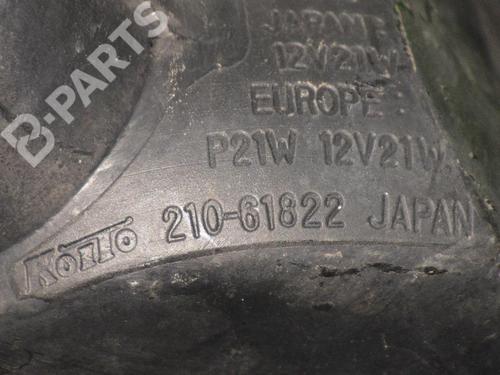 B-PARTS
JAPAN:
12V21W
EUROPE:
P21W 12V21W
KOITO 210-61822 JAPAN